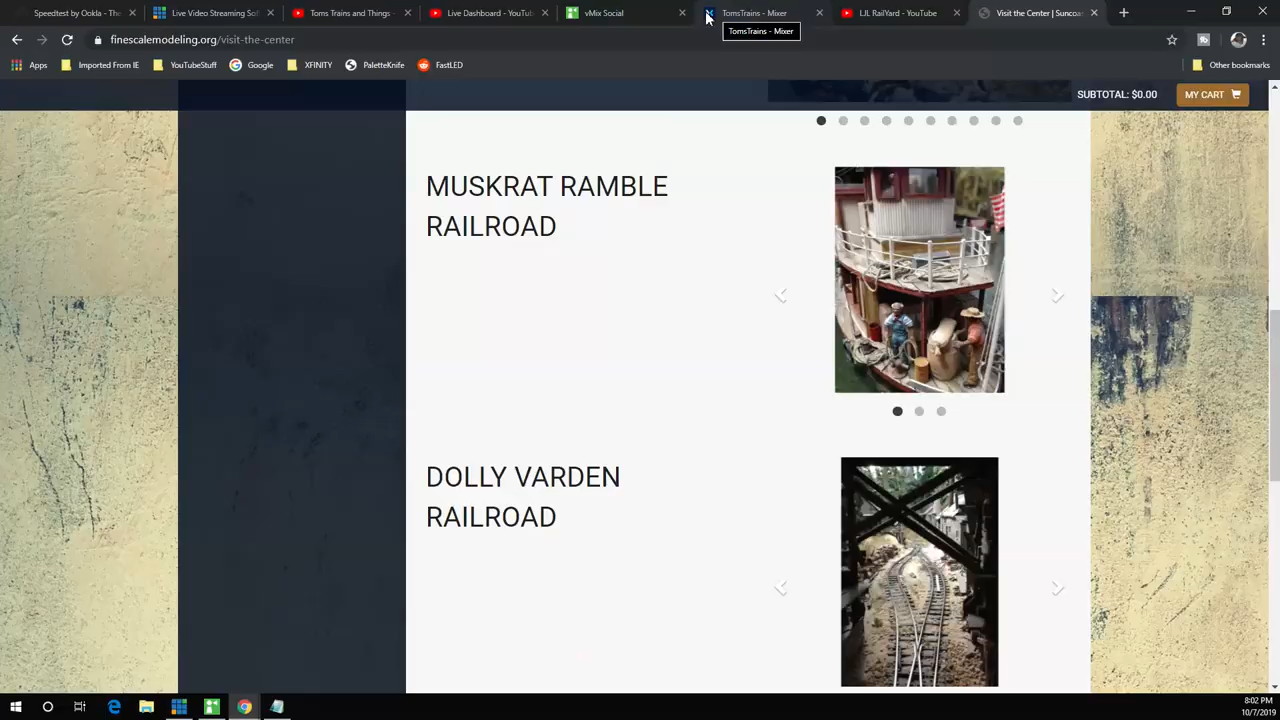 Speedtest by Ookla - The
Live Video Streaming Sof
Toms Trains and Things -
Live Dashboard - YouTu
vMix Social
TomsTrains - Mixer
LJL RailYard - YouTube
Visit the Center | Suncoa
TomsTrains - Mixer
finescalemodeling.org/visit-the-center
Apps
Imported From IE
YouTubeStuff
Google
XFINITY
PaletteKnife
FastLED
Other bookmarks
SUBTOTAL: $0.00
MY CART
MUSKRAT RAMBLE
RAILROAD
DOLLY VARDEN
RAILROAD
8:02 PM
10/7/2019